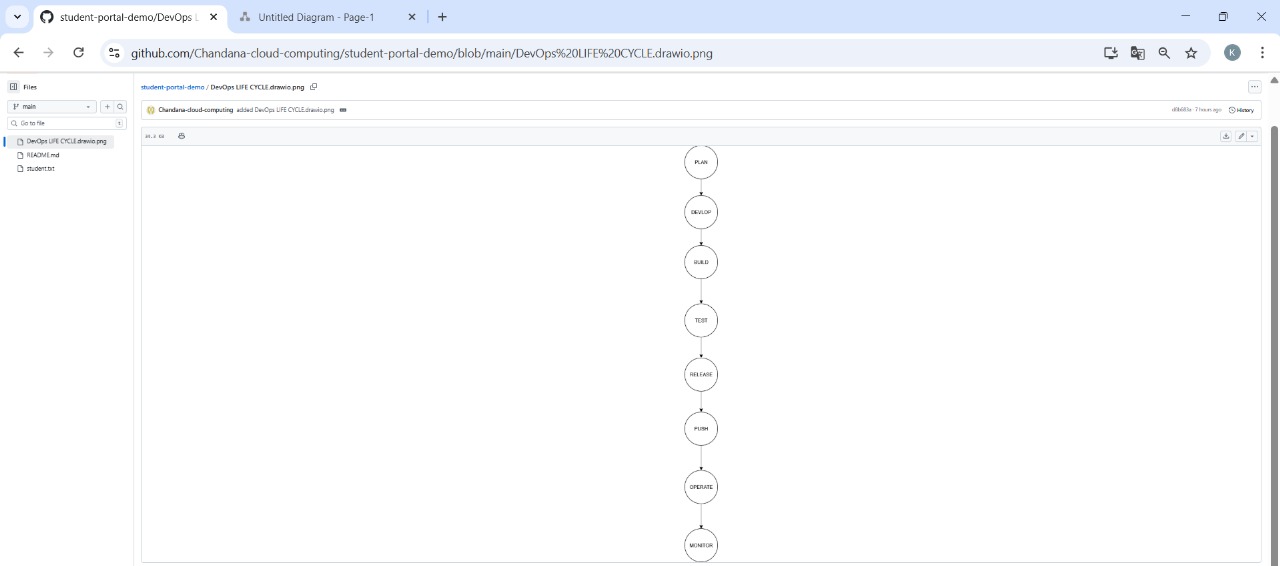 student-portal-demo/DevOps L
Untitled Diagram - Page-1
github.com/Chandana-cloud-computing/student-portal-demo/blob/main/DevOps%20LIFE%20CYCLE.drawio.png
K
Files
student-portal-demo / DevOps LIFE CYCLE.drawio.png
main
Chandana-cloud-computing added DevOps LIFE CYCLE.drawio.png
7 hours ago
History
Go to file
t
DevOps LIFE CYCLE.drawio.png
README.md
student.txt
PLAN
DEVLOP
BUILD
TEST
RELEASE
PUSH
OPERATE
MONITOR